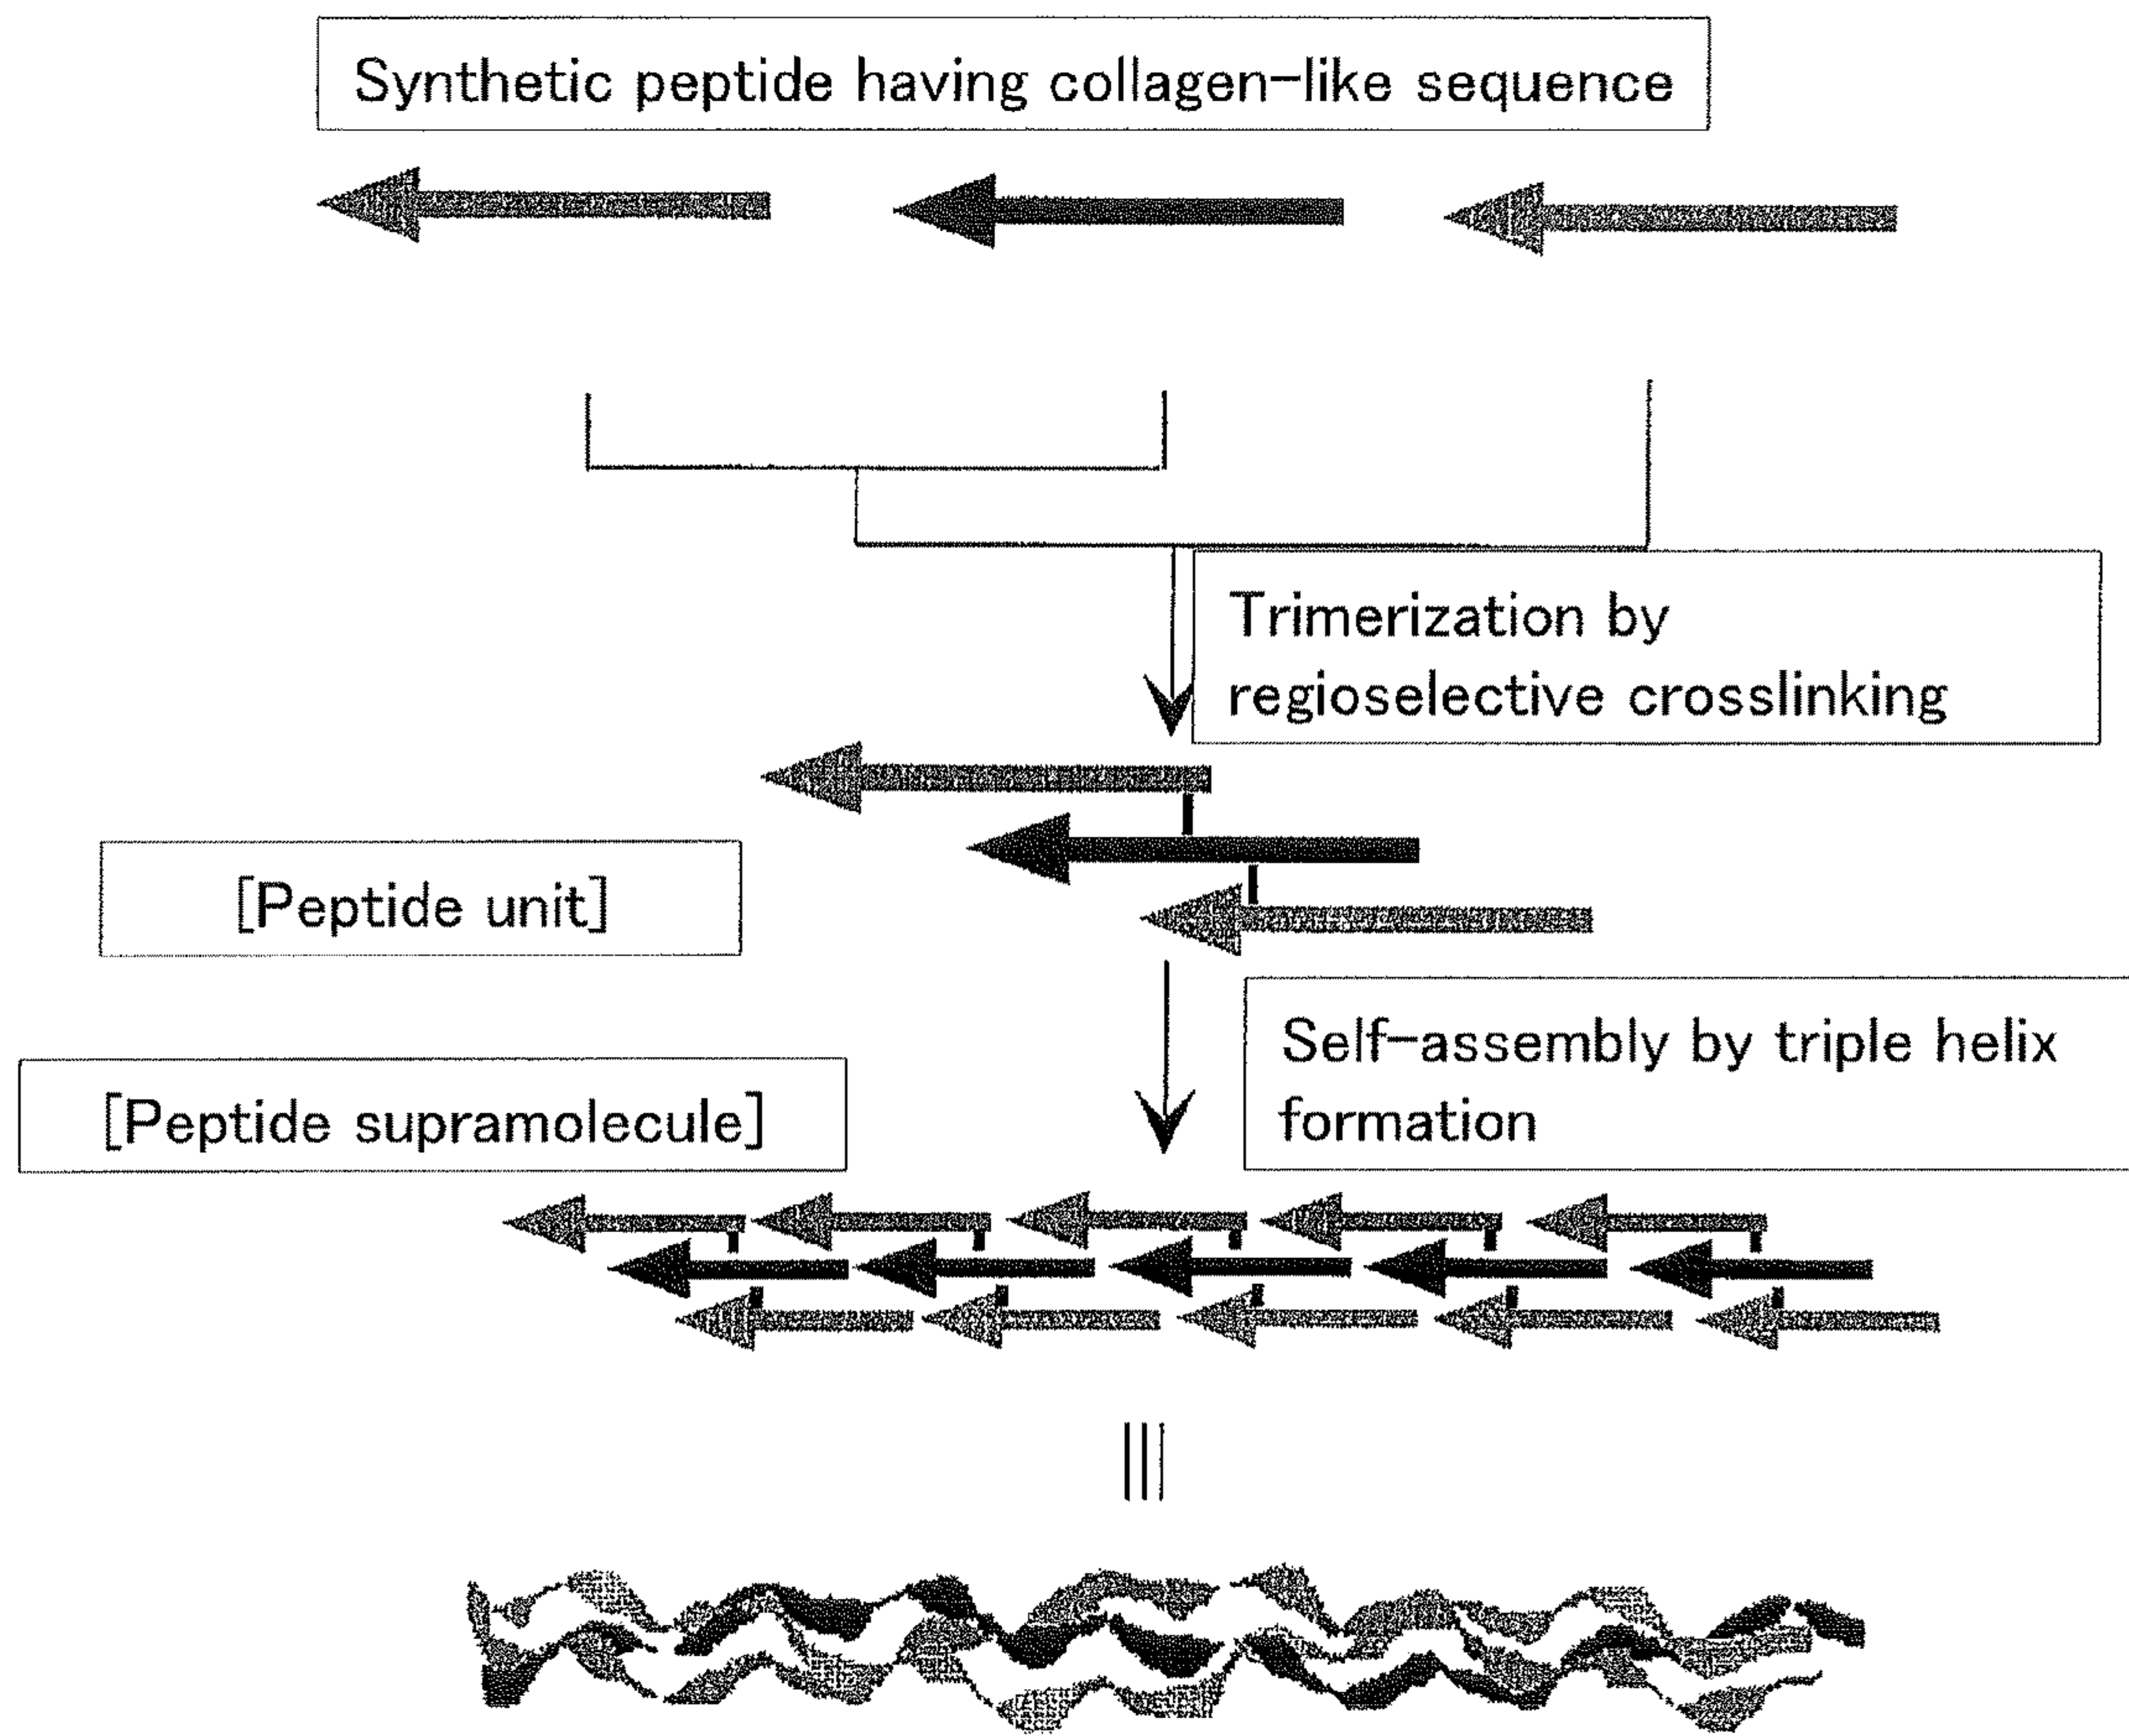 Synthetic peptide having collagen-like sequence
Trimerization by
regioselective crosslinking
[Peptide unit]
Self-assembly by triple helix
formation
[Peptide supramolecule]